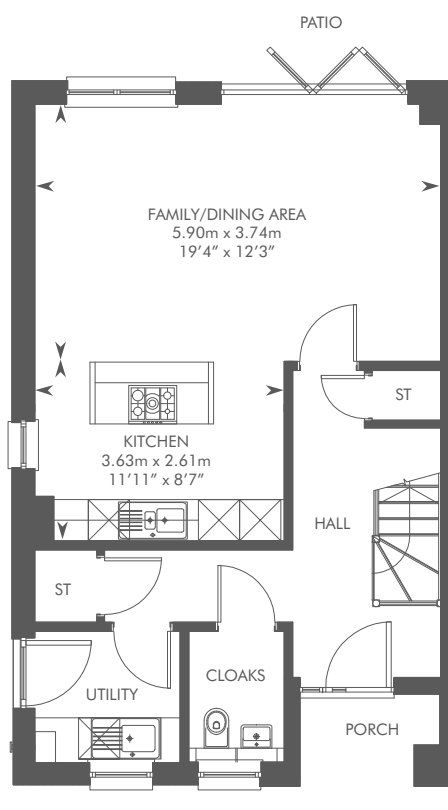 PATIO
FAMILY/DINING AREA
5.90m x 3.74m
19’4” x 12’3”
ST
KITCHEN
3.63m x 2.61m
11’11” x 8’7”
HALL
ST
UTILITY
CLOAKS
PORCH